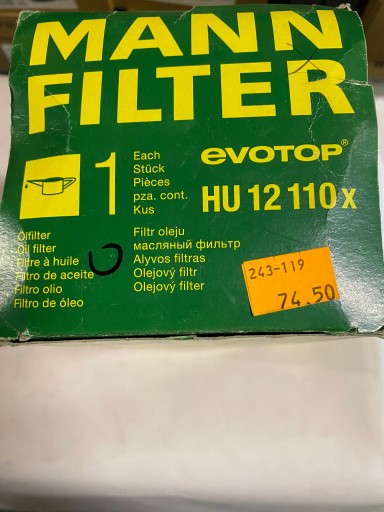 MANN
FILTER
1
Each
Stück
Pièces
pza. cont.
Kus
evotop®
HU 12 110 x
Ölfilter
Oil filter
Filtre à huile
Filtro de aceite
Filtro olio
Filtro de óleo
Filtr oleju
масляный фильтр
Alyvos filtras
Olejový filtr
Olejový filter
243-119
74.50